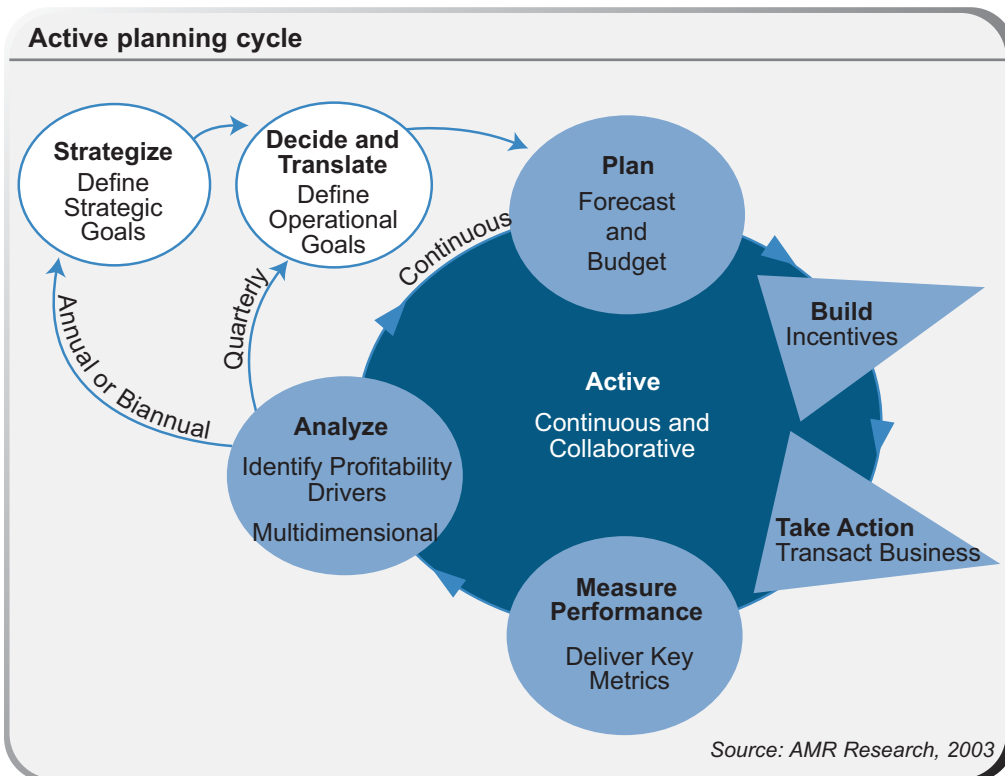 Active planning cycle
Strategize
Define
Strategic
Goals
Decide and
Translate
Define
Operational
Goals
Plan
Forecast
and
Budget
Build
Incentives
Take Action
Transact Business
Measure
Performance
Deliver Key
Metrics
Analyze
Identify Profitability
Drivers
Multidimensional
Active
Continuous and
Collaborative
Continuous
Quarterly
Annual or Biannual
Source: AMR Research, 2003